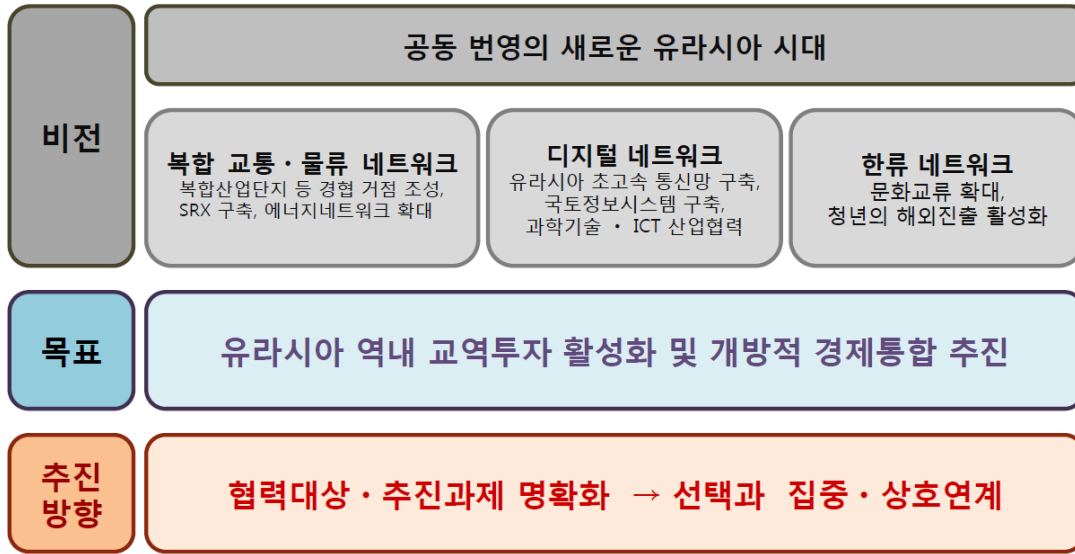 비전
공동 번영의 새로운 유라시아 시대
복합 교통·물류 네트워크
복합산업단지 등 경협 거점 조성,
SRX 구축, 에너지네트워크 확대
디지털 네트워크
유라시아 초고속 통신망 구축,
국토정보시스템 구축,
과학기술 · ICT 산업협력
한류 네트워크
문화교류 확대,
청년의 해외진출 활성화
목표
유라시아 역내 교역투자 활성화 및 개방적 경제통합 추진
추진
방향
협력대상·추진과제 명확화 → 선택과 집중·상호연계